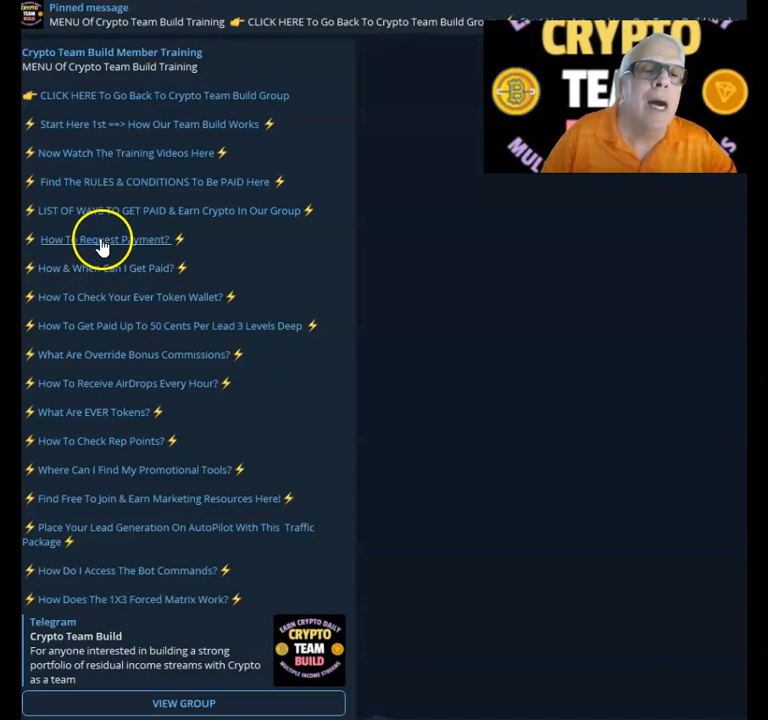 Pinned message
MENU Of Crypto Team Build Training 👉 CLICK HERE To Go Back To Crypto Team Build
Crypto Team Build Member Training
MENU Of Crypto Team Build Training
👉 CLICK HERE To Go Back To Crypto Team Build Group
⚡ Start Here 1st ==> How Our Team Build Works ⚡
⚡ Now Watch The Training Videos Here ⚡
⚡ Find The RULES & CONDITIONS To Be PAID Here ⚡
⚡ LIST OF WAYS TO GET PAID & Earn Crypto In Our Group ⚡
⚡ How To Request Payment? ⚡
⚡ How & When Can I Get Paid? ⚡
⚡ How To Check Your Ever Token Wallet? ⚡
⚡ How To Get Paid Up To 50 Cents Per Lead 3 Levels Deep ⚡
⚡ What Are Override Bonus Commissions? ⚡
⚡ How To Receive AirDrops Every Hour? ⚡
⚡ What Are EVER Tokens? ⚡
⚡ How To Check Rep Points? ⚡
⚡ Where Can I Find My Promotional Tools? ⚡
⚡ Find Free To Join & Earn Marketing Resources Here! ⚡
⚡ Place Your Lead Generation On AutoPilot With This Traffic
Package ⚡
⚡ How Do I Access The Bot Commands? ⚡
⚡ How Does The 1X3 Forced Matrix Work? ⚡
Telegram
Crypto Team Build
For anyone interested in building a strong
portfolio of residual income streams with Crypto
as a team
EARN CRYPTO DAILY
CRYPTO
TEAM
BUILD
MULTIPLE INCOME STREAMS
VIEW GROUP
CRYPTO